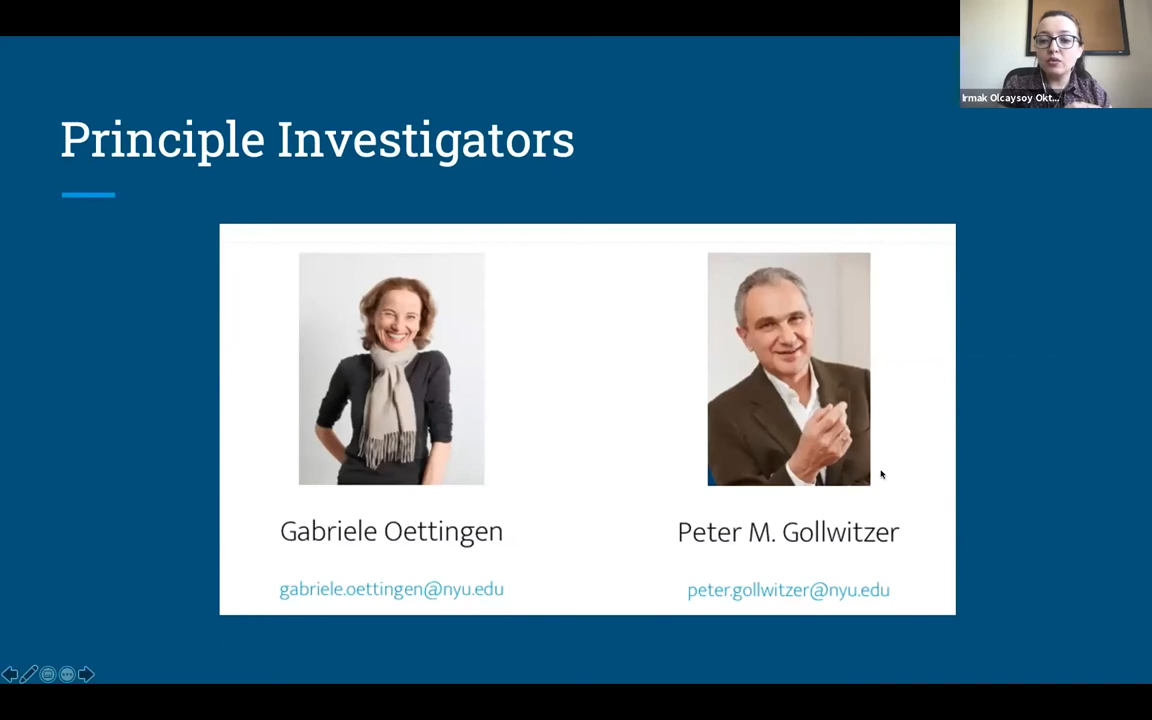 Irmak Olcaysoy Okt...
Principle Investigators
Gabriele Oettingen
Peter M. Gollwitzer
gabriele.oettingen@nyu.edu
peter.gollwitzer@nyu.edu